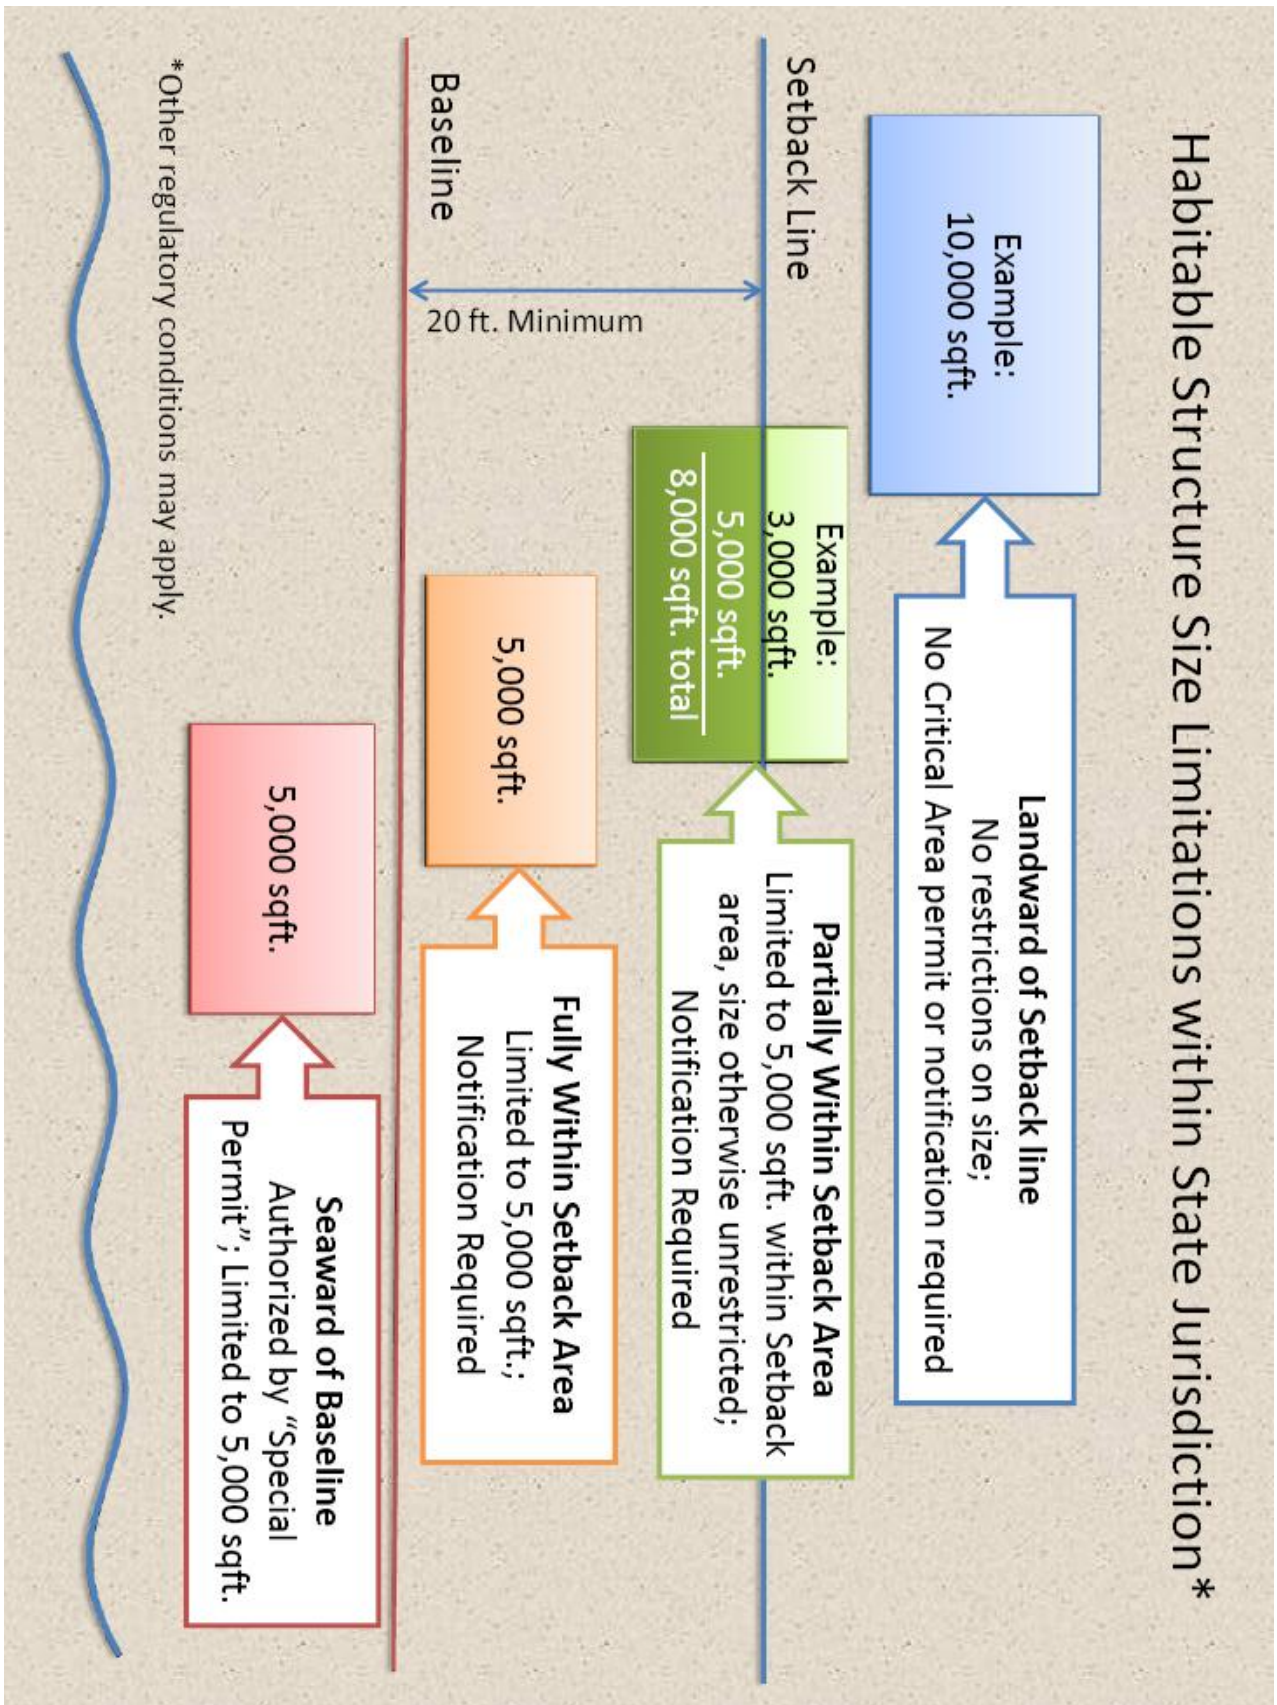 Habitable Structure Size Limitations within State Jurisdiction*
Example:
10,000 sqft.
Landward of Setback line
No restrictions on size;
No Critical Area permit or notification required
Setback Line
Example:
3,000 sqft.
5,000 sqft.
8,000 sqft. total
Partially Within Setback Area
Limited to 5,000 sqft. within Setback
area, size otherwise unrestricted;
Notification Required
20 ft. Minimum
5,000 sqft.
Fully Within Setback Area
Limited to 5,000 sqft.;
Notification Required
Baseline
5,000 sqft.
Seaward of Baseline
Authorized by “Special
Permit”; Limited to 5,000 sqft.
*Other regulatory conditions may apply.